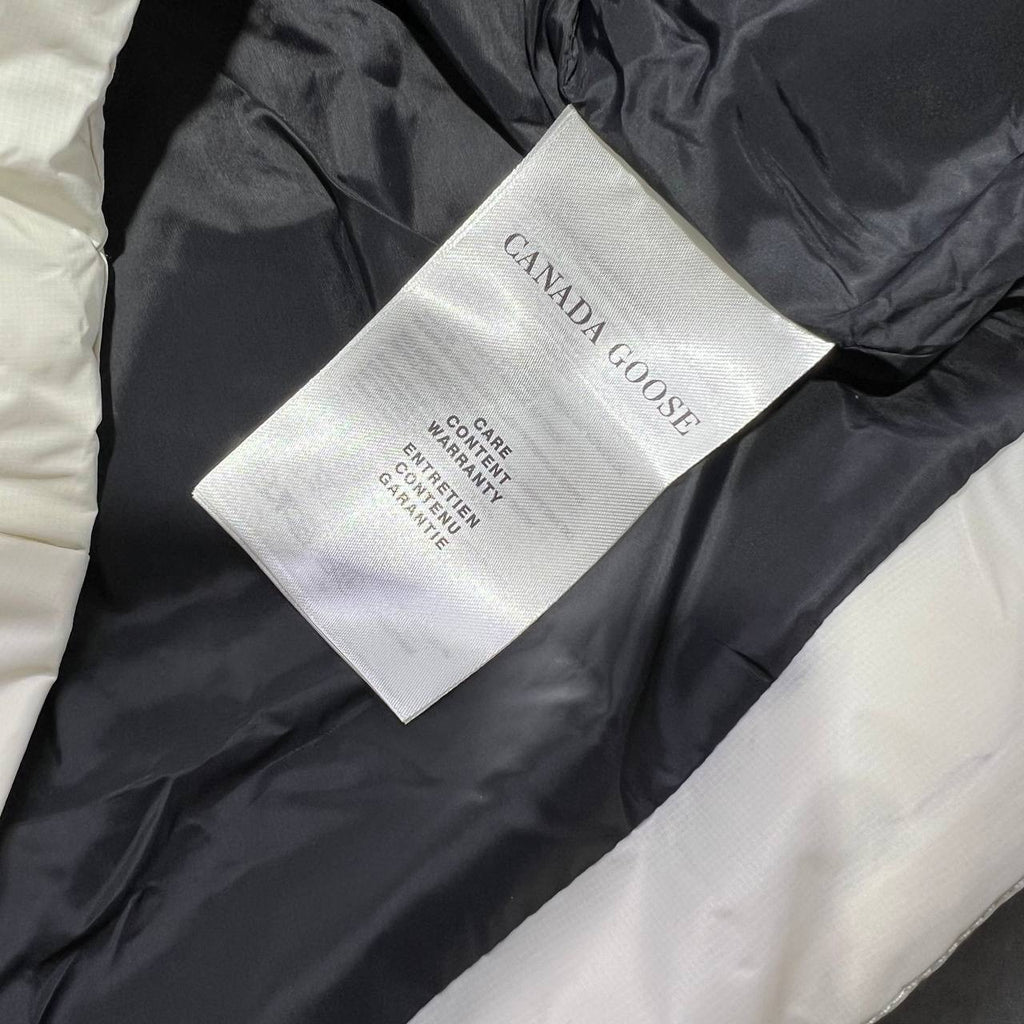 CANADA GOOSE
CARE
CONTENT
WARRANTY
ENTRETIEN
CONTENU
GARANTIE